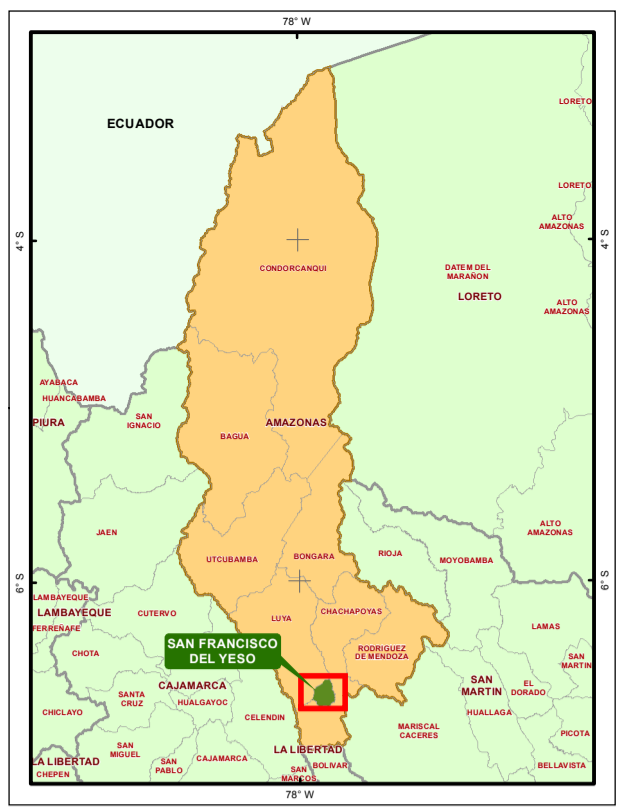 78° W
ECUADOR
LORETO
LORETO
ALTO
AMAZONAS
4° S
4° S
CONDORCANQUI
DATEM DEL
MARAÑON
LORETO
ALTO
AMAZONAS
AYABACA
HUANCABAMBA
PIURA
SAN
IGNACIO
BAGUA
AMAZONAS
JAEN
UTCUBAMBA
BONGARA
RIOJA
MOYOBAMBA
ALTO
AMAZONAS
6° S
6° S
LAMBAYEQUE
LAMBAYEQUE
FERREÑAFE
CUTERVO
LUYA
CHACHAPOYAS
LAMAS
CHOTA
SAN FRANCISCO
DEL YESO
RODRIGUEZ
DE MENDOZA
SAN
MARTIN
SAN
MARTIN
EL
DORADO
CAJAMARCA
SANTA
CRUZ
HUALGAYOC
CHICLAYO
CELENDIN
HUALLAGA
MARISCAL
CACERES
PICOTA
SAN
MIGUEL
LA LIBERTAD
LA LIBERTAD
CHEPEN
SAN
PABLO
CAJAMARCA
SAN
MARCOS
BOLIVAR
BELLAVISTA
78° W